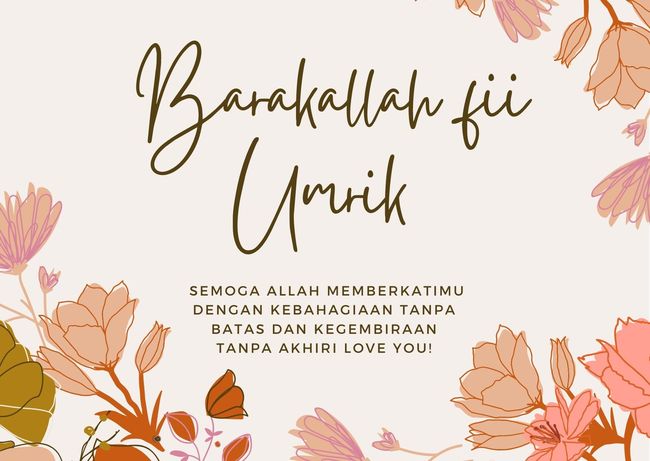 Barakallah fii
Umrik
SEMOGA ALLAH MEMBERKATIMU
DENGAN KEBAHAGIAAN TANPA
BATAS DAN KEGEMBIRAAN
TANPA AKHIRI LOVE YOU!